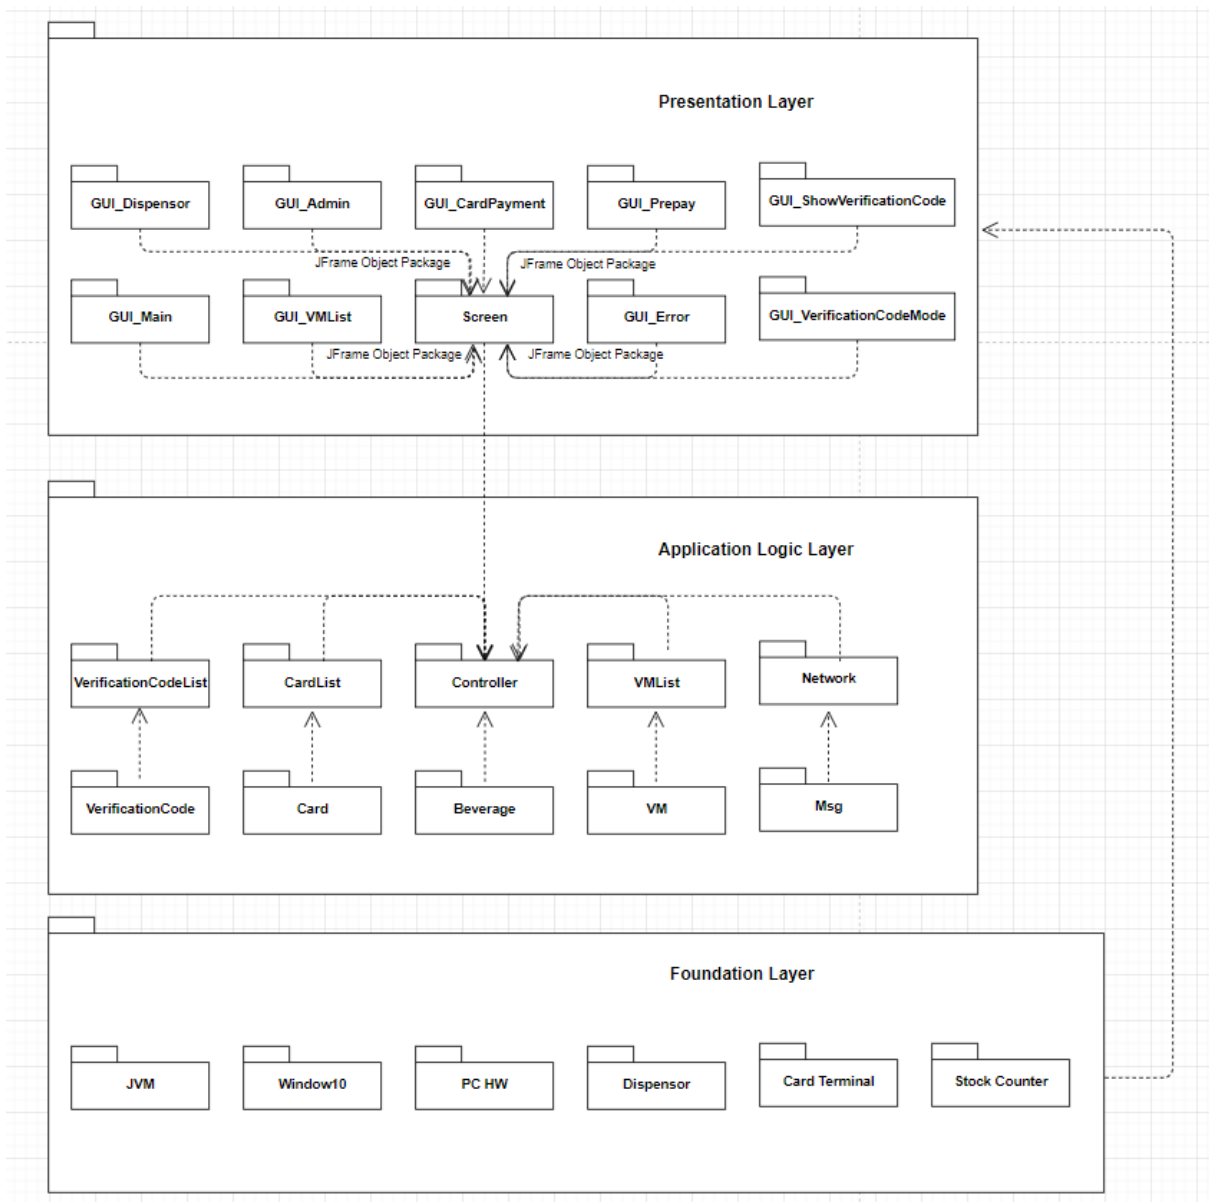 Presentation Layer
GUI_Dispensor
GUI_Admin
GUI_CardPayment
GUI_Prepay
GUI_ShowVerificationCode
JFrame Object Package
JFrame Object Package
GUI_Main
GUI_VMList
Screen
GUI_Error
GUI_VerificationCodeMode
JFrame Object Package
JFrame Object Package
Application Logic Layer
VerificationCodeList
CardList
Controller
VMList
Network
VerificationCode
Card
Beverage
VM
Msg
Foundation Layer
JVM
Window10
PC HW
Dispensor
Card Terminal
Stock Counter